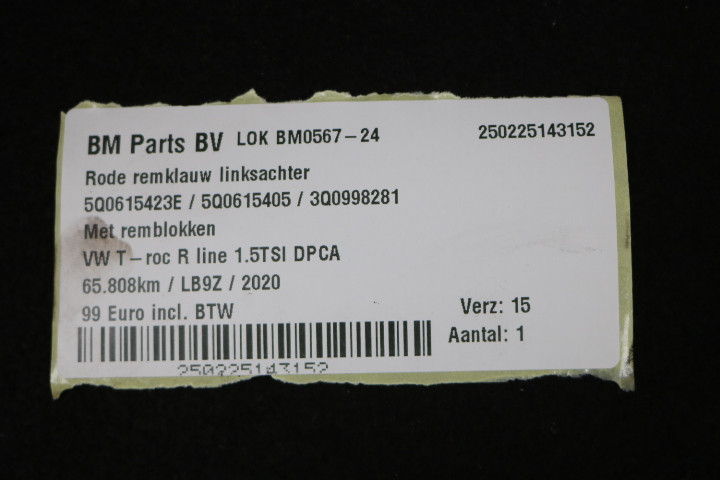 BM Parts BV LOK BM0567-24 250225143152
Rode remklauw linksachter
5Q0615423E / 5Q0615405 / 3Q0998281
Met remblokken
VW T-roc R line 1.5TSI DPCA
65.808km / LB9Z / 2020
99 Euro incl. BTW Verz: 15
Aantal: 1
250225143152